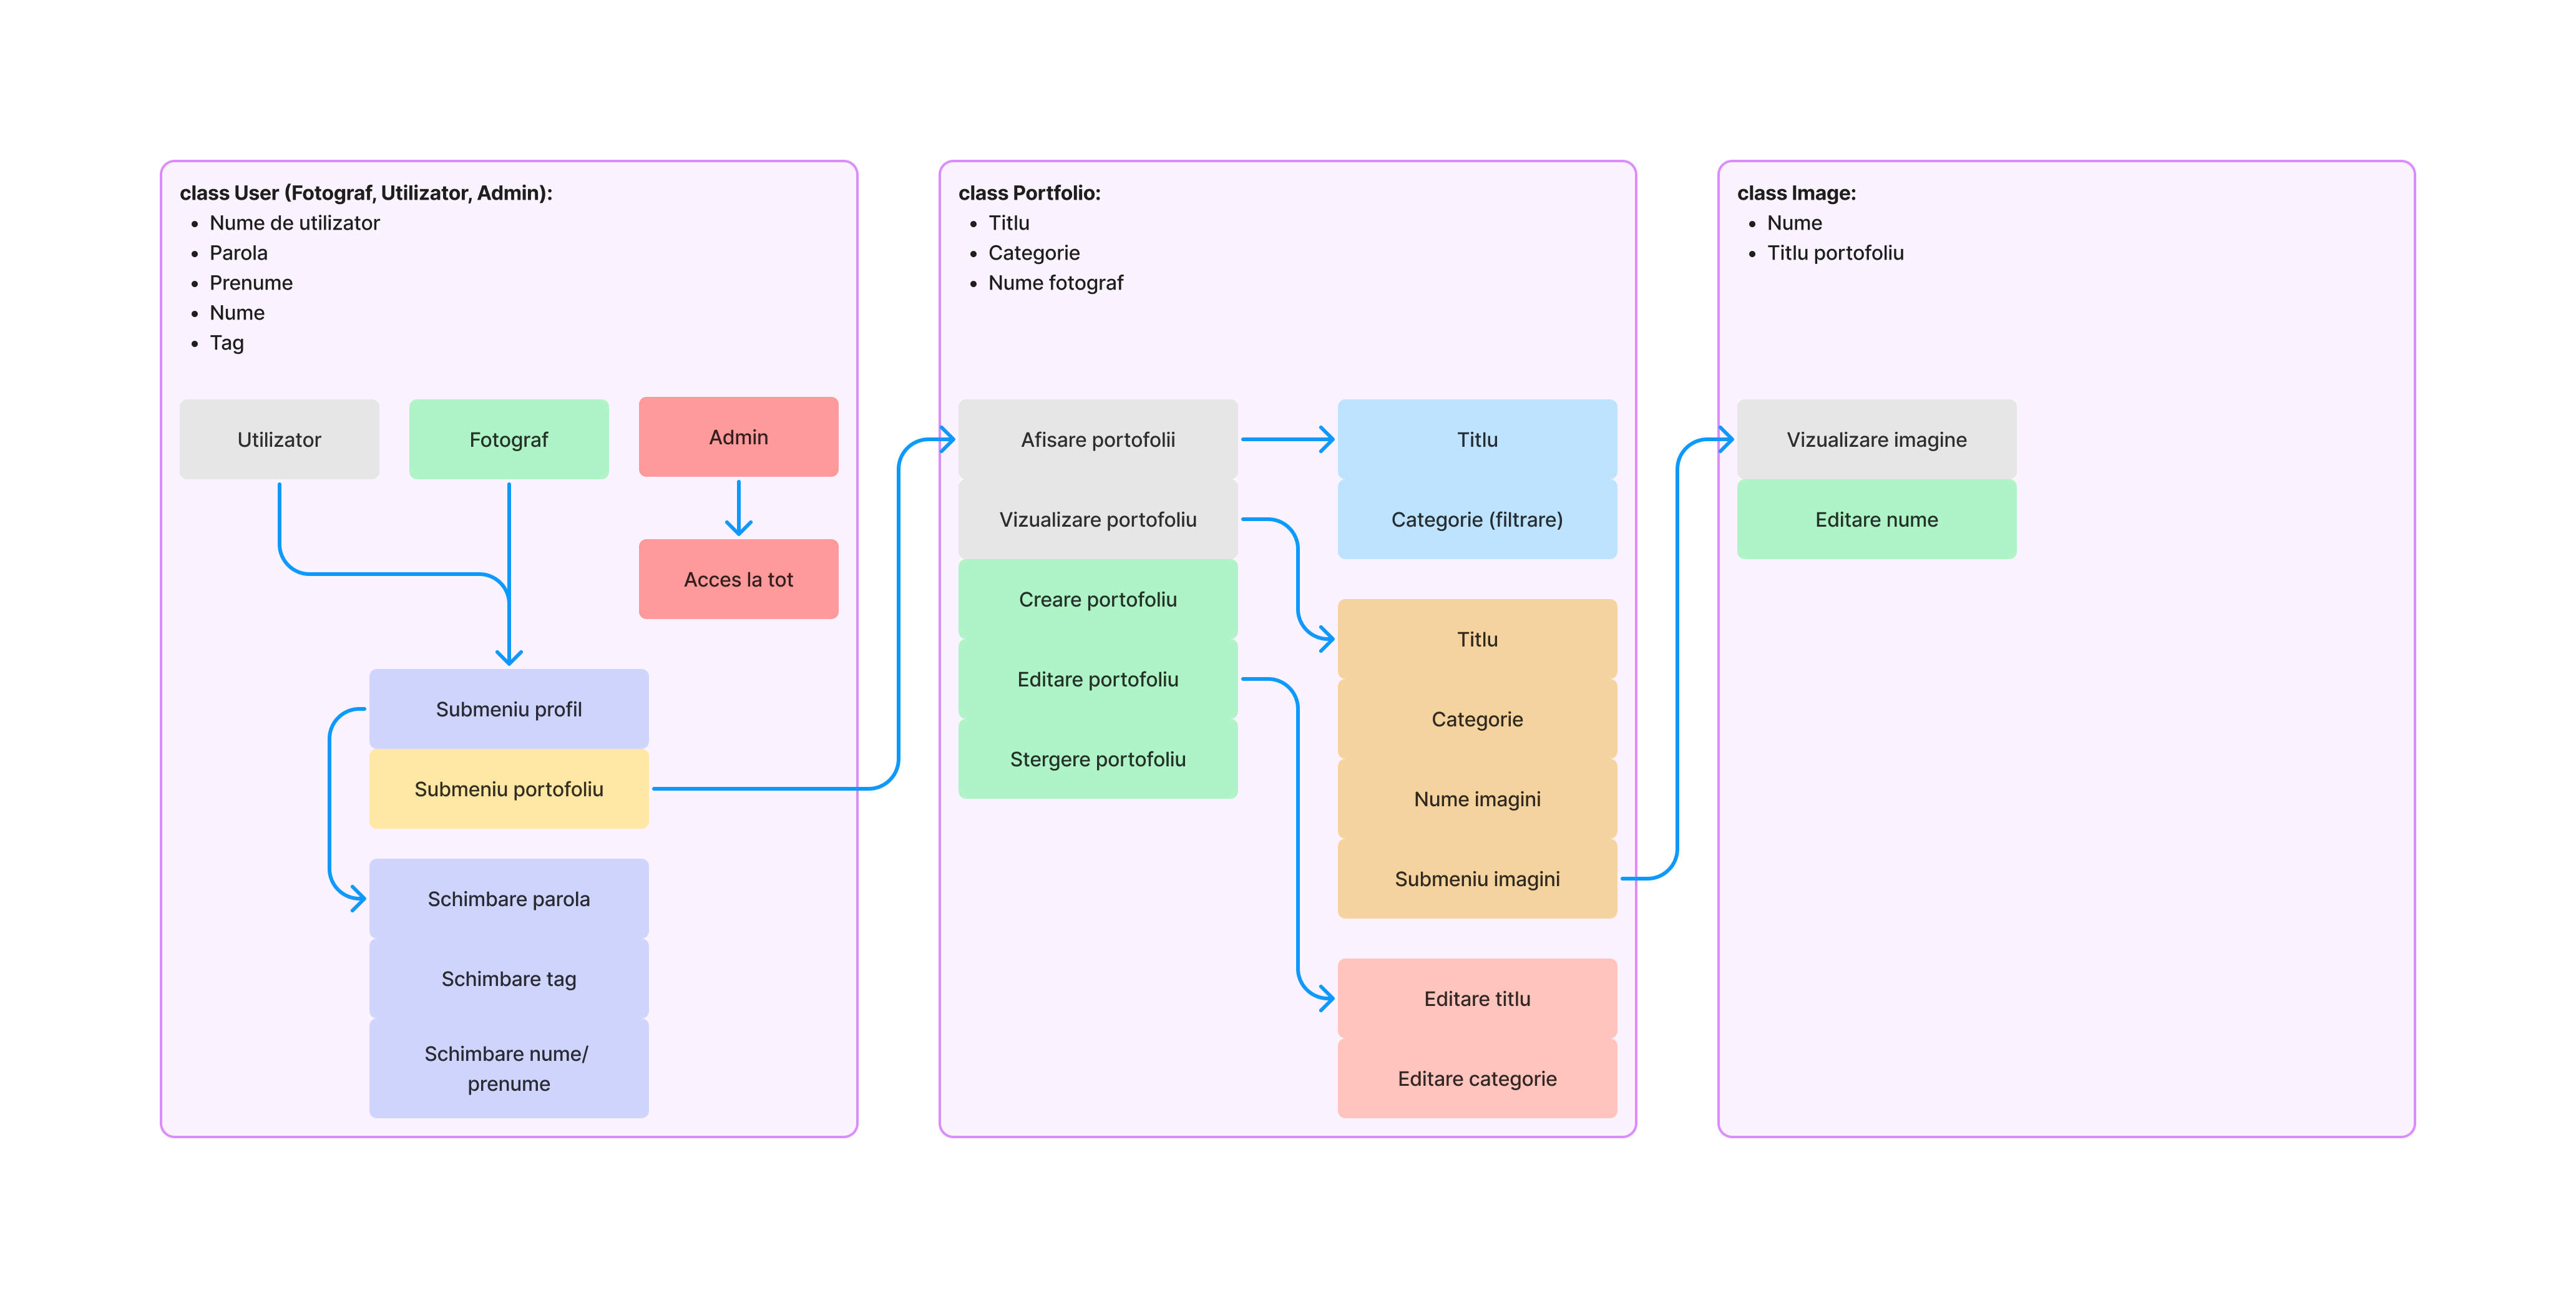 class User (Fotograf, Utilizator, Admin):
• Nume de utilizator
• Parola
• Prenume
• Nume
• Tag
Utilizator
Fotograf
Admin
Acces la tot
Submeniu profil
Submeniu portofoliu
Schimbare parola
Schimbare tag
Schimbare nume/
prenume
class Portfolio:
• Titlu
• Categorie
• Nume fotograf
Afisare portofolii
Vizualizare portofoliu
Creare portofoliu
Editare portofoliu
Stergere portofoliu
Titlu
Categorie (filtrare)
Titlu
Categorie
Nume imagini
Submeniu imagini
Editare titlu
Editare categorie
class Image:
• Nume
• Titlu portofoliu
Vizualizare imagine
Editare nume